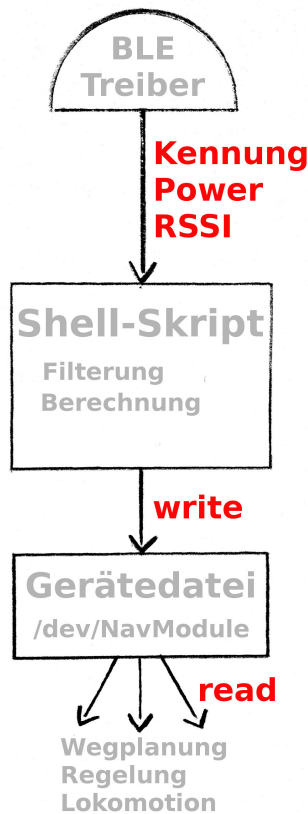 BLE
Treiber
Kennung
Power
RSSI
Shell-Skript
Filterung
Berechnung
write
Gerätedatei
/dev/NavModule
read
Wegplanung
Regelung
Lokomotion